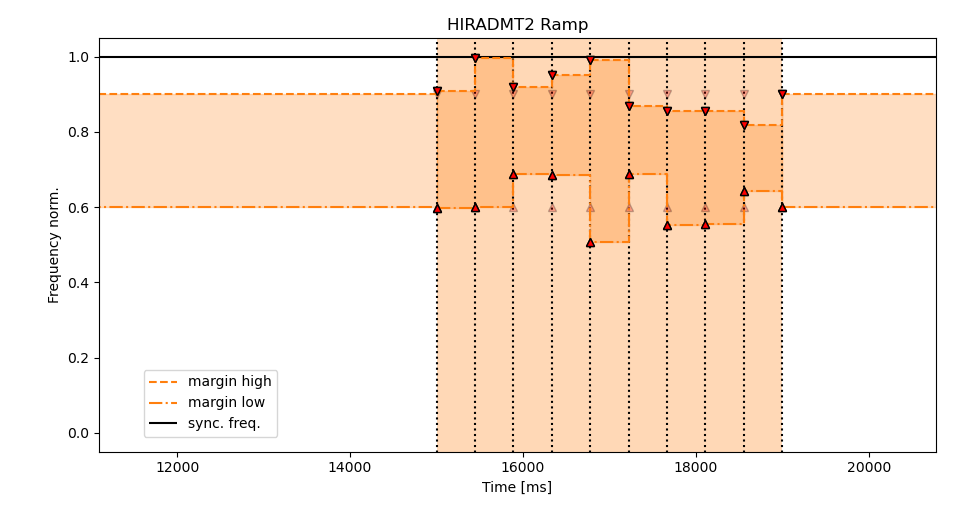 HIRADMT2 Ramp
1.0
0.8
0.6
0.4
0.2
0.0
Frequency norm.
margin high
margin low
sync. freq.
12000 14000 16000 18000 20000
Time [ms]